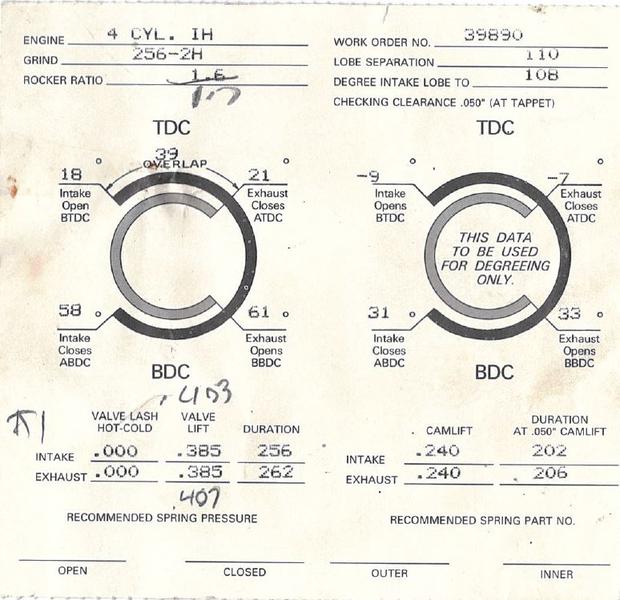 ENGINE 4 CYL. IH
GRIND 256-2H
ROCKER RATIO 1.6
1.7
WORK ORDER NO. 39890
LOBE SEPARATION 110
DEGREE INTAKE LOBE TO 108
CHECKING CLEARANCE .050" (AT TAPPET)
TDC
39
OVERLAP
18 °
Intake
Open
BTDC
21 °
Exhaust
Closes
ATDC
58 °
Intake
Closes
ABDC
61 °
Exhaust
Opens
BBDC
BDC
TDC
-9 °
Intake
Open
BTDC
-7 °
Exhaust
Closes
ATDC
THIS DATA
TO BE USED
FOR DEGREEING
ONLY.
31 °
Intake
Closes
ABDC
33 °
Exhaust
Opens
BBDC
BDC
.403
VALVE LASH HOT-COLD VALVE LIFT DURATION
INTAKE .000 .385 256
EXHAUST .000 .385 262
.407
CAMLIFT DURATION AT .050" CAMLIFT
INTAKE .240 202
EXHAUST .240 206
RECOMMENDED SPRING PRESSURE
OPEN CLOSED
RECOMMENDED SPRING PART NO.
OUTER INNER